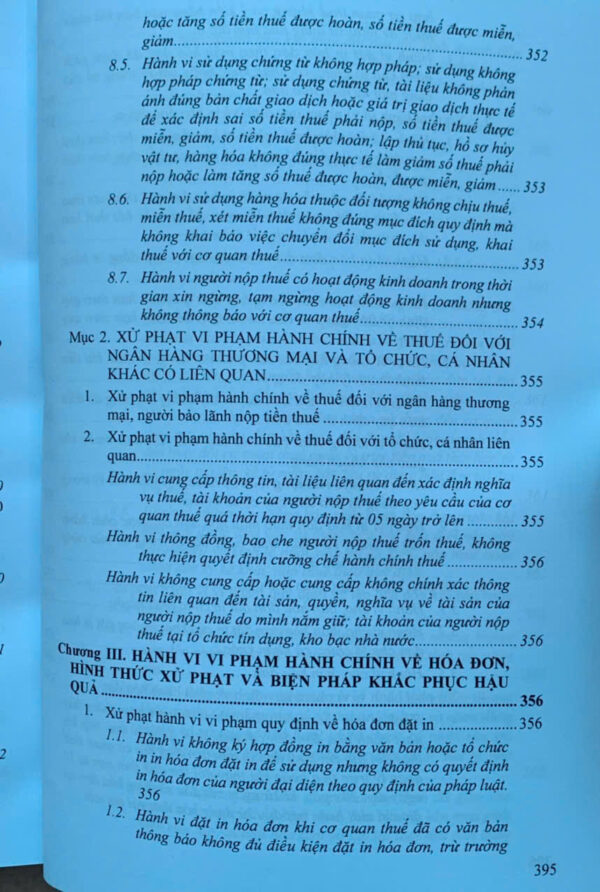 hoặc tăng số tiền thuế được hoàn, số tiền thuế được miễn,
giảm.....352
8.5. Hành vi sử dụng chứng từ không hợp pháp; sử dụng không
hợp pháp chứng từ; sử dụng chứng từ, tài liệu không phản
ánh đúng bản chất giao dịch hoặc giá trị giao dịch thực tế
để xác định sai số tiền thuế phải nộp, số tiền thuế được
miễn, giảm, số tiền thuế được hoàn; lập thủ tục, hồ sơ hủy
vật tư, hàng hóa không đúng thực tế làm giảm số thuế phải
nộp hoặc làm tăng số thuế được hoàn, được miễn, giảm......353
8.6. Hành vi sử dụng hàng hóa thuộc đối tượng không chịu thuế,
miễn thuế, xét miễn thuế không đúng mục đích quy định mà
không khai báo việc chuyển đổi mục đích sử dụng, khai
thuế với cơ quan thuế.....353
8.7. Hành vi người nộp thuế có hoạt động kinh doanh trong thời
gian xin ngừng, tạm ngừng hoạt động kinh doanh nhưng
không thông báo với cơ quan thuế.....354
Mục 2. XỬ PHẠT VI PHẠM HÀNH CHÍNH VỀ THUẾ ĐỐI VỚI
NGÂN HÀNG THƯƠNG MẠI VÀ TỔ CHỨC, CÁ NHÂN
KHÁC CÓ LIÊN QUAN.....355
1. Xử phạt vi phạm hành chính về thuế đối với ngân hàng thương
mại, người bảo lãnh nộp tiền thuế.....355
2. Xử phạt vi phạm hành chính về thuế đối với tổ chức, cá nhân liên
quan.....355
Hành vi cung cấp thông tin, tài liệu liên quan đến xác định nghĩa
vụ thuế, tài khoản của người nộp thuế theo yêu cầu của cơ
quan thuế quá thời hạn quy định từ 05 ngày trở lên.....355
Hành vi thông đồng, bao che người nộp thuế trốn thuế, không
thực hiện quyết định cưỡng chế hành chính thuế.....356
Hành vi không cung cấp hoặc cung cấp không chính xác thông
tin liên quan đến tài sản, quyền, nghĩa vụ về tài sản của
người nộp thuế do mình nắm giữ; tài khoản của người nộp
thuế tại tổ chức tín dụng, kho bạc nhà nước.....356
Chương III. HÀNH VI VI PHẠM HÀNH CHÍNH VỀ HÓA ĐƠN,
HÌNH THỨC XỬ PHẠT VÀ BIỆN PHÁP KHẮC PHỤC HẬU
QUẢ.....356
1. Xử phạt hành vi vi phạm quy định về hóa đơn đặt in.....356
1.1. Hành vi không ký hợp đồng in bằng văn bản hoặc tổ chức
in in hóa đơn đặt in để sử dụng nhưng không có quyết định
in hóa đơn của người đại diện theo quy định của pháp luật.
356
1.2. Hành vi đặt in hóa đơn khi cơ quan thuế đã có văn bản
thông báo không đủ điều kiện đặt in hóa đơn, trừ trường
395